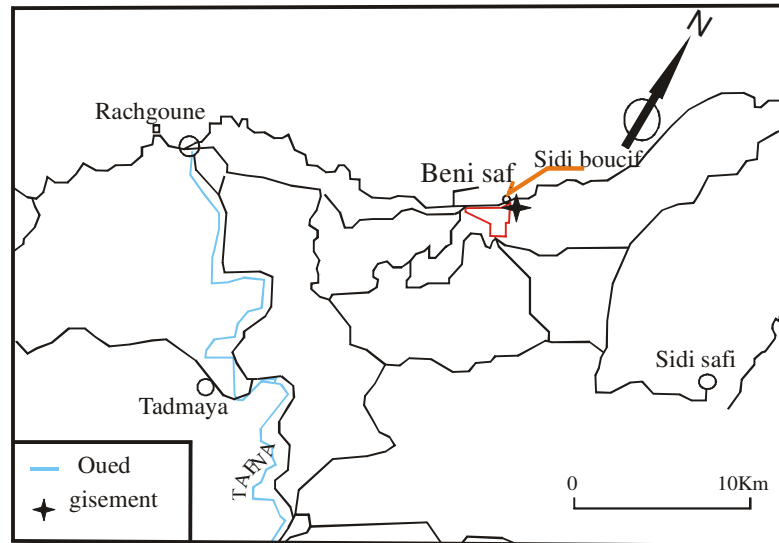 N
Rachgoune
Beni saf
Sidi boucif
Sidi safi
Tadmaya
TAFNA
Oued
gisement
0 10Km